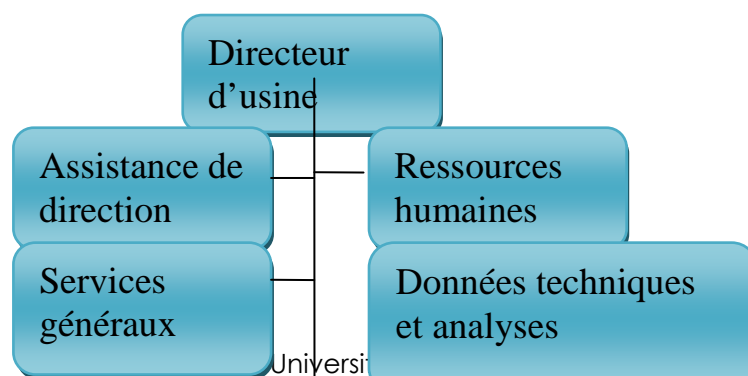 Directeur
d’usine
Assistance de
direction
Ressources
humaines
Services
généraux
Données techniques
et analyses